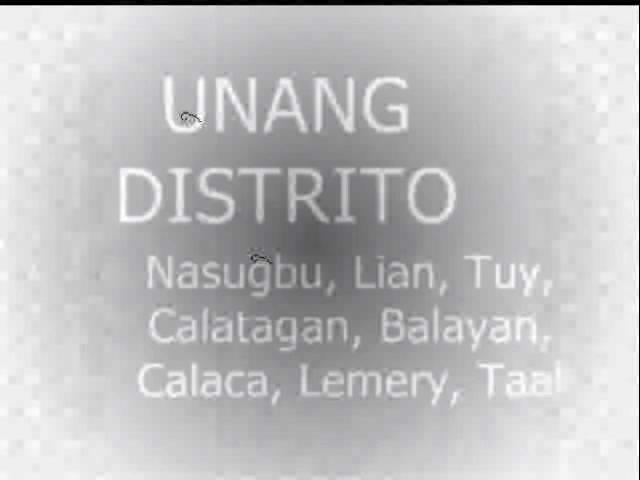 UNANG
DISTRITO
Nasugbu, Lian, Tuy,
Calatagan, Balayan,
Calaca, Lemery, Taal